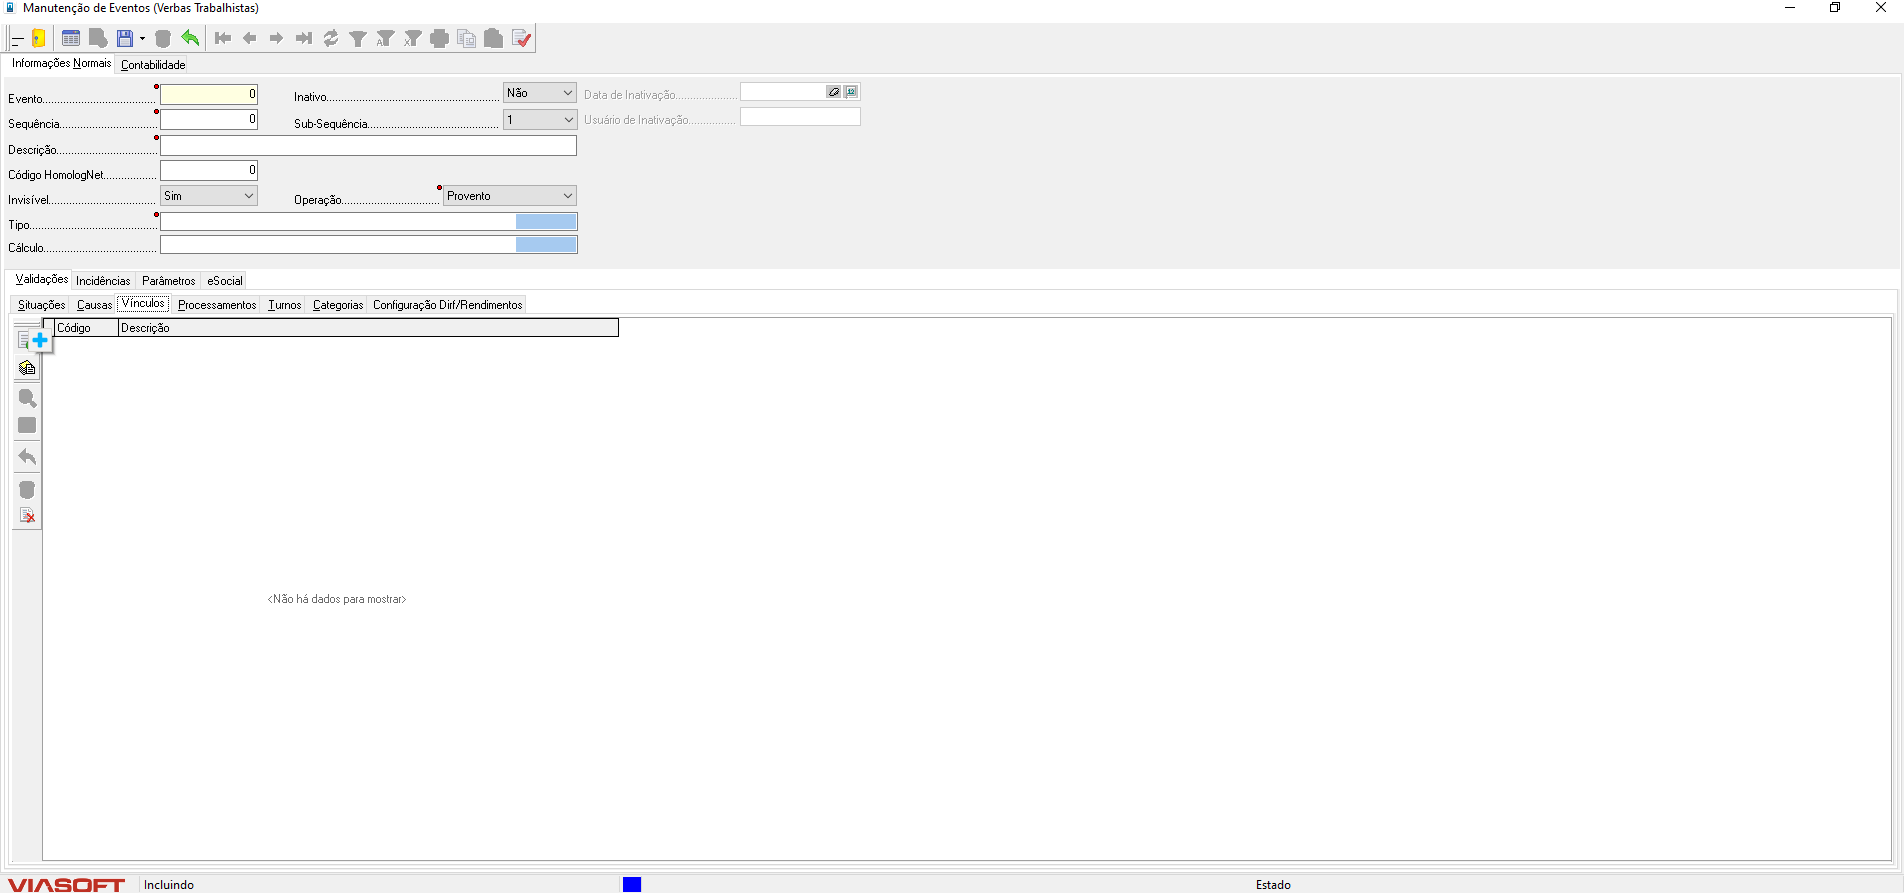 Manutenção de Eventos (Verbas Trabalhistas)
Informações Normais Contabilidade
Evento 0 Inativo Não Data de Inativação
Sequência 0 Sub-Sequência 1 Usuário de Inativação
Descrição
Código HomologNet 0
Invisível Sim Operação Provento
Tipo
Cálculo
Validações Incidências Parâmetros eSocial
Situações Causas Vínculos Processamentos Turnos Categorias Configuração Dirf/Rendimentos
Código Descrição
<Não há dados para mostrar>
VIASOFT Incluindo Estado